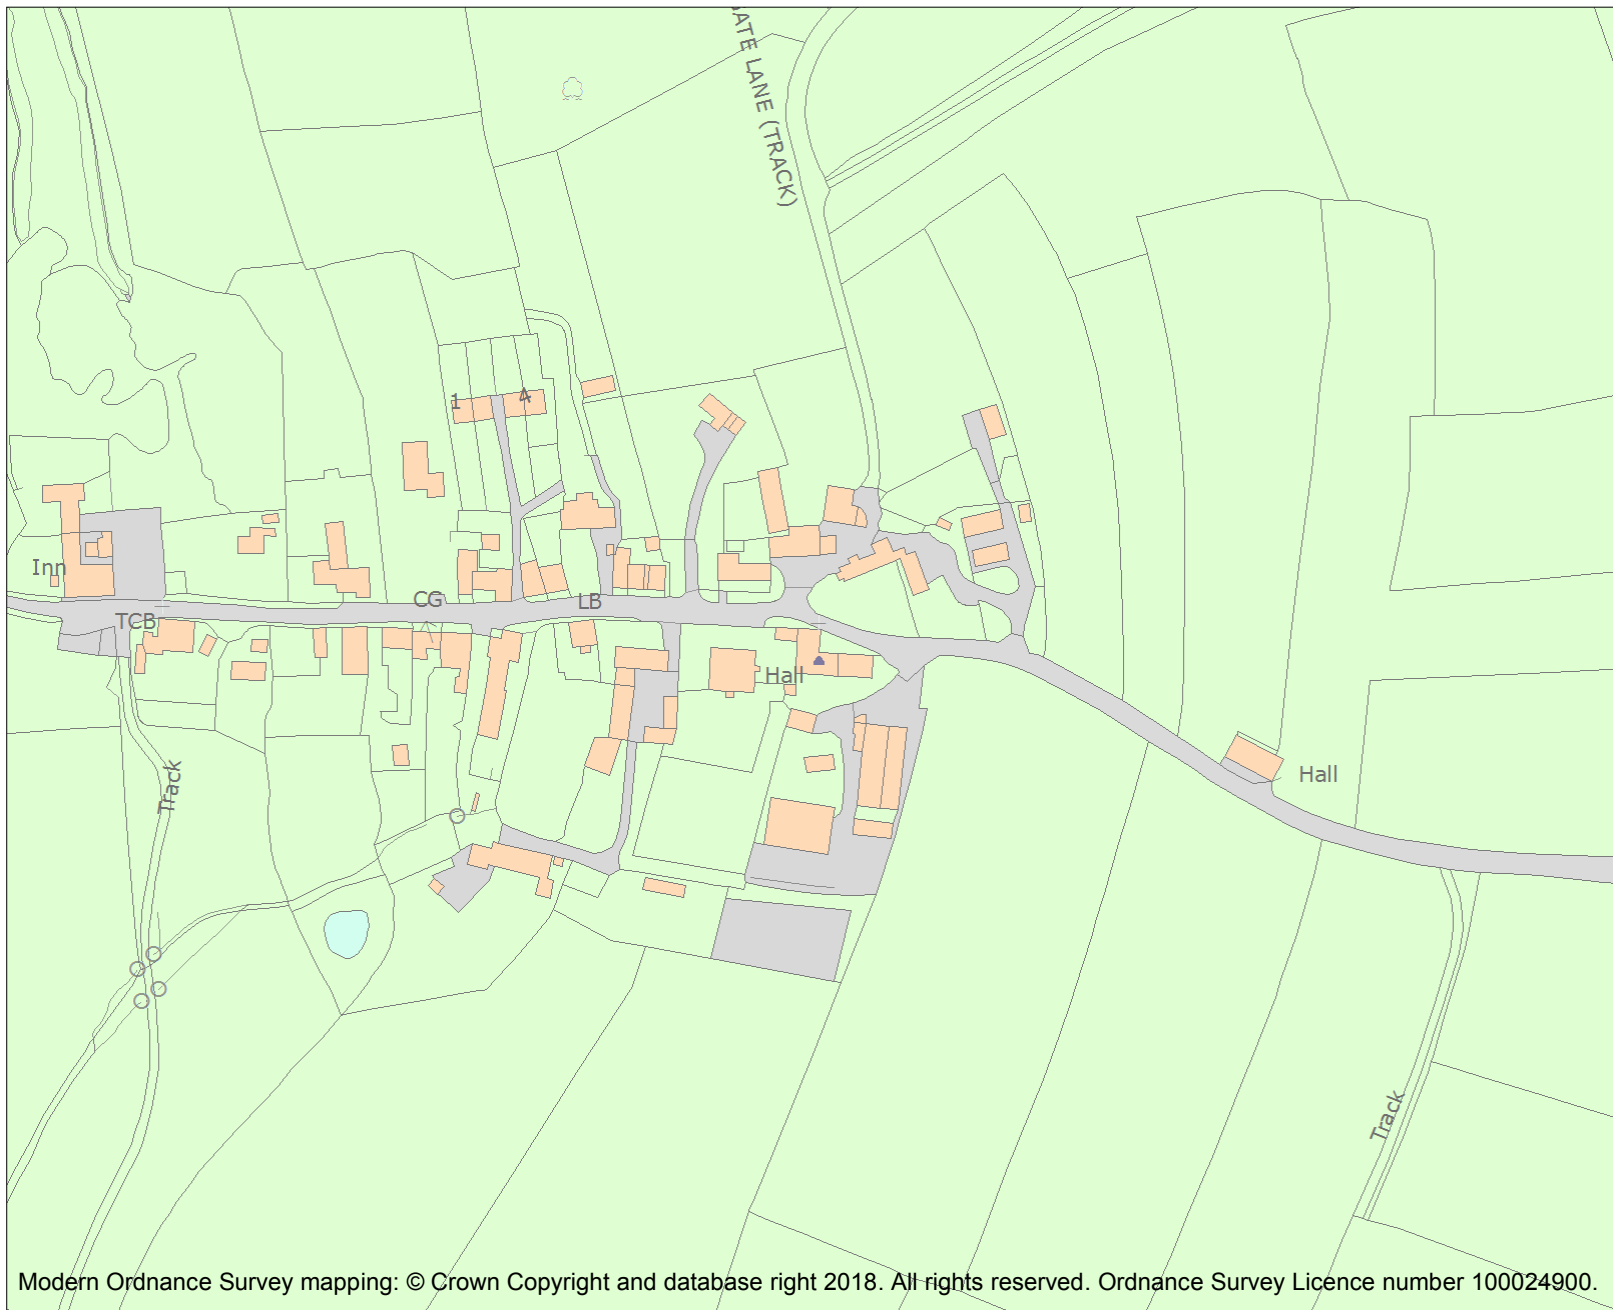 GATE LANE (TRACK)
1
4
Inn
CG
LB
TCB
Hall
Hall
Track
Track
Modern Ordnance Survey mapping: © Crown Copyright and database right 2018. All rights reserved. Ordnance Survey Licence number 100024900.